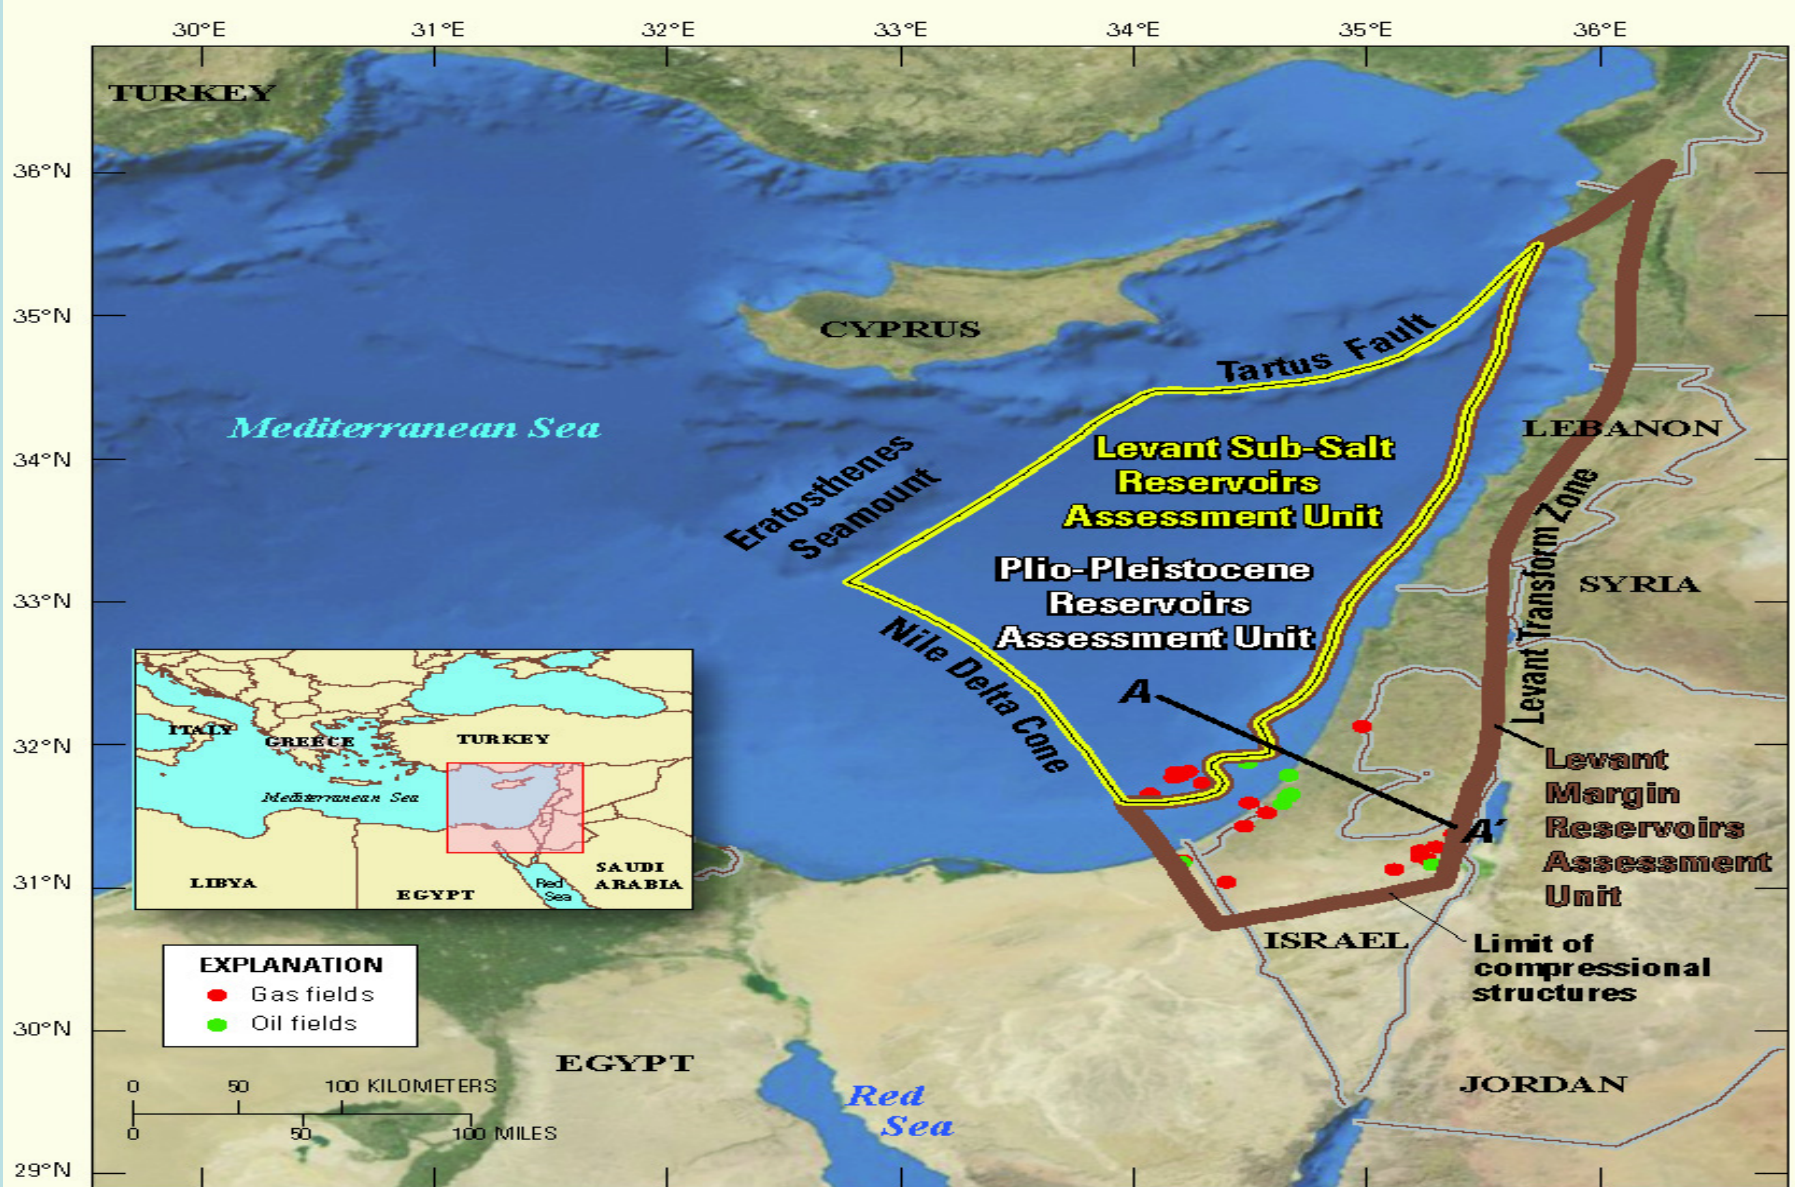 30°E
31°E
32°E
33°E
34°E
35°E
36°E
TURKEY
36°N
35°N
CYPRUS
Tartus Fault
Mediterranean Sea
34°N
LEBANON
Eratosthenes
Seamount
Levant Sub-Salt
Reservoirs
Assessment Unit
Levant Transform Zone
Plio-Pleistocene
Reservoirs
Assessment Unit
SYRIA
33°N
Nile Delta Cone
A
32°N
ITALY
GREECE
TURKEY
Mediterranean Sea
LIBYA
EGYPT
Red
Sea
SAUDI
ARABIA
Levant
Margin
Reservoirs
Assessment
Unit
A′
31°N
ISRAEL
Limit of
compressional
structures
EXPLANATION
Gas fields
Oil fields
30°N
EGYPT
Red
Sea
JORDAN
0 50 100 KILOMETERS
0 50 100 MILES
29°N